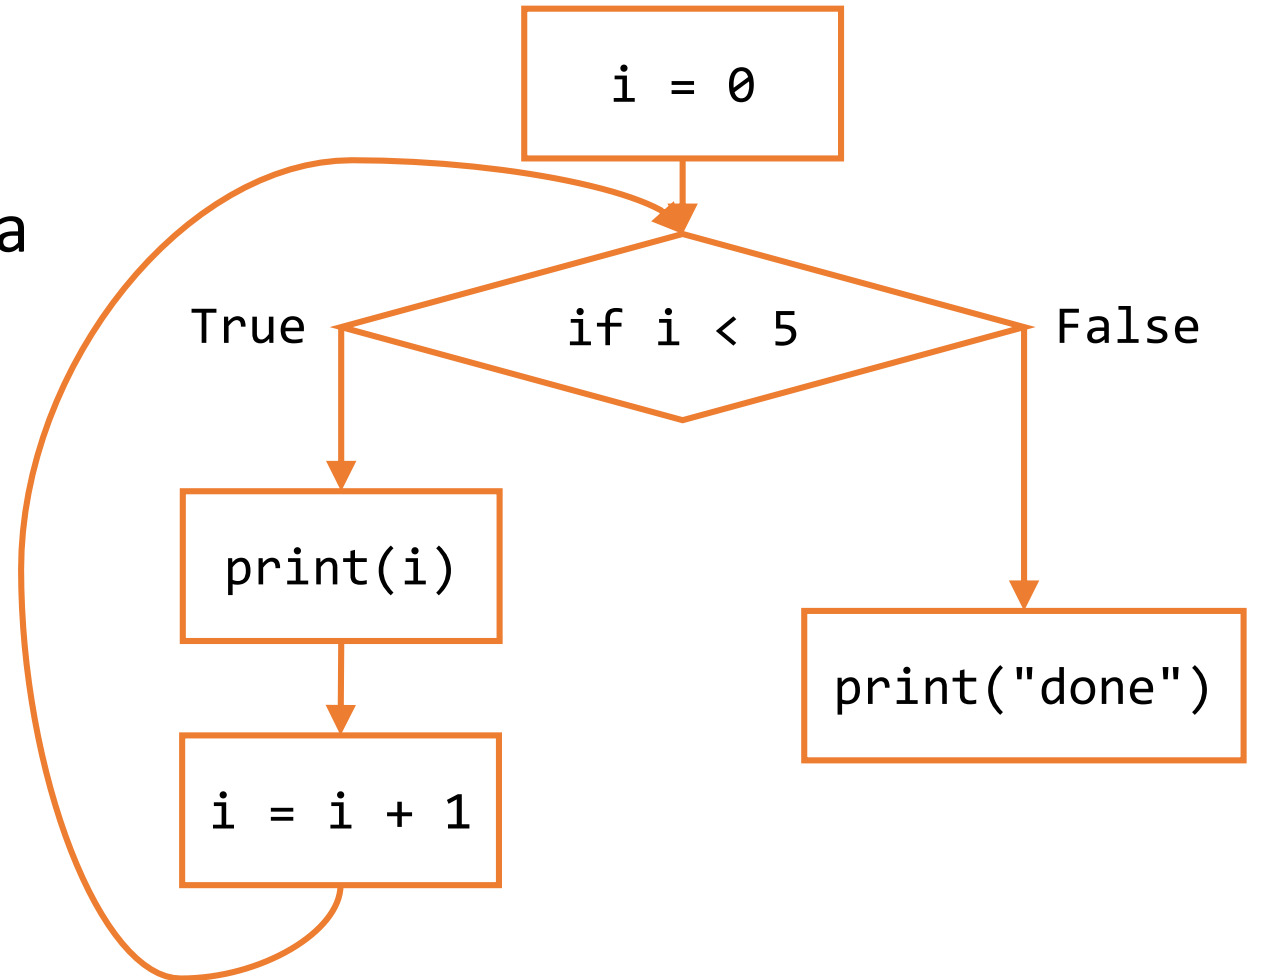 i = 0
a
True
if i < 5
False
print(i)
print("done")
i = i + 1